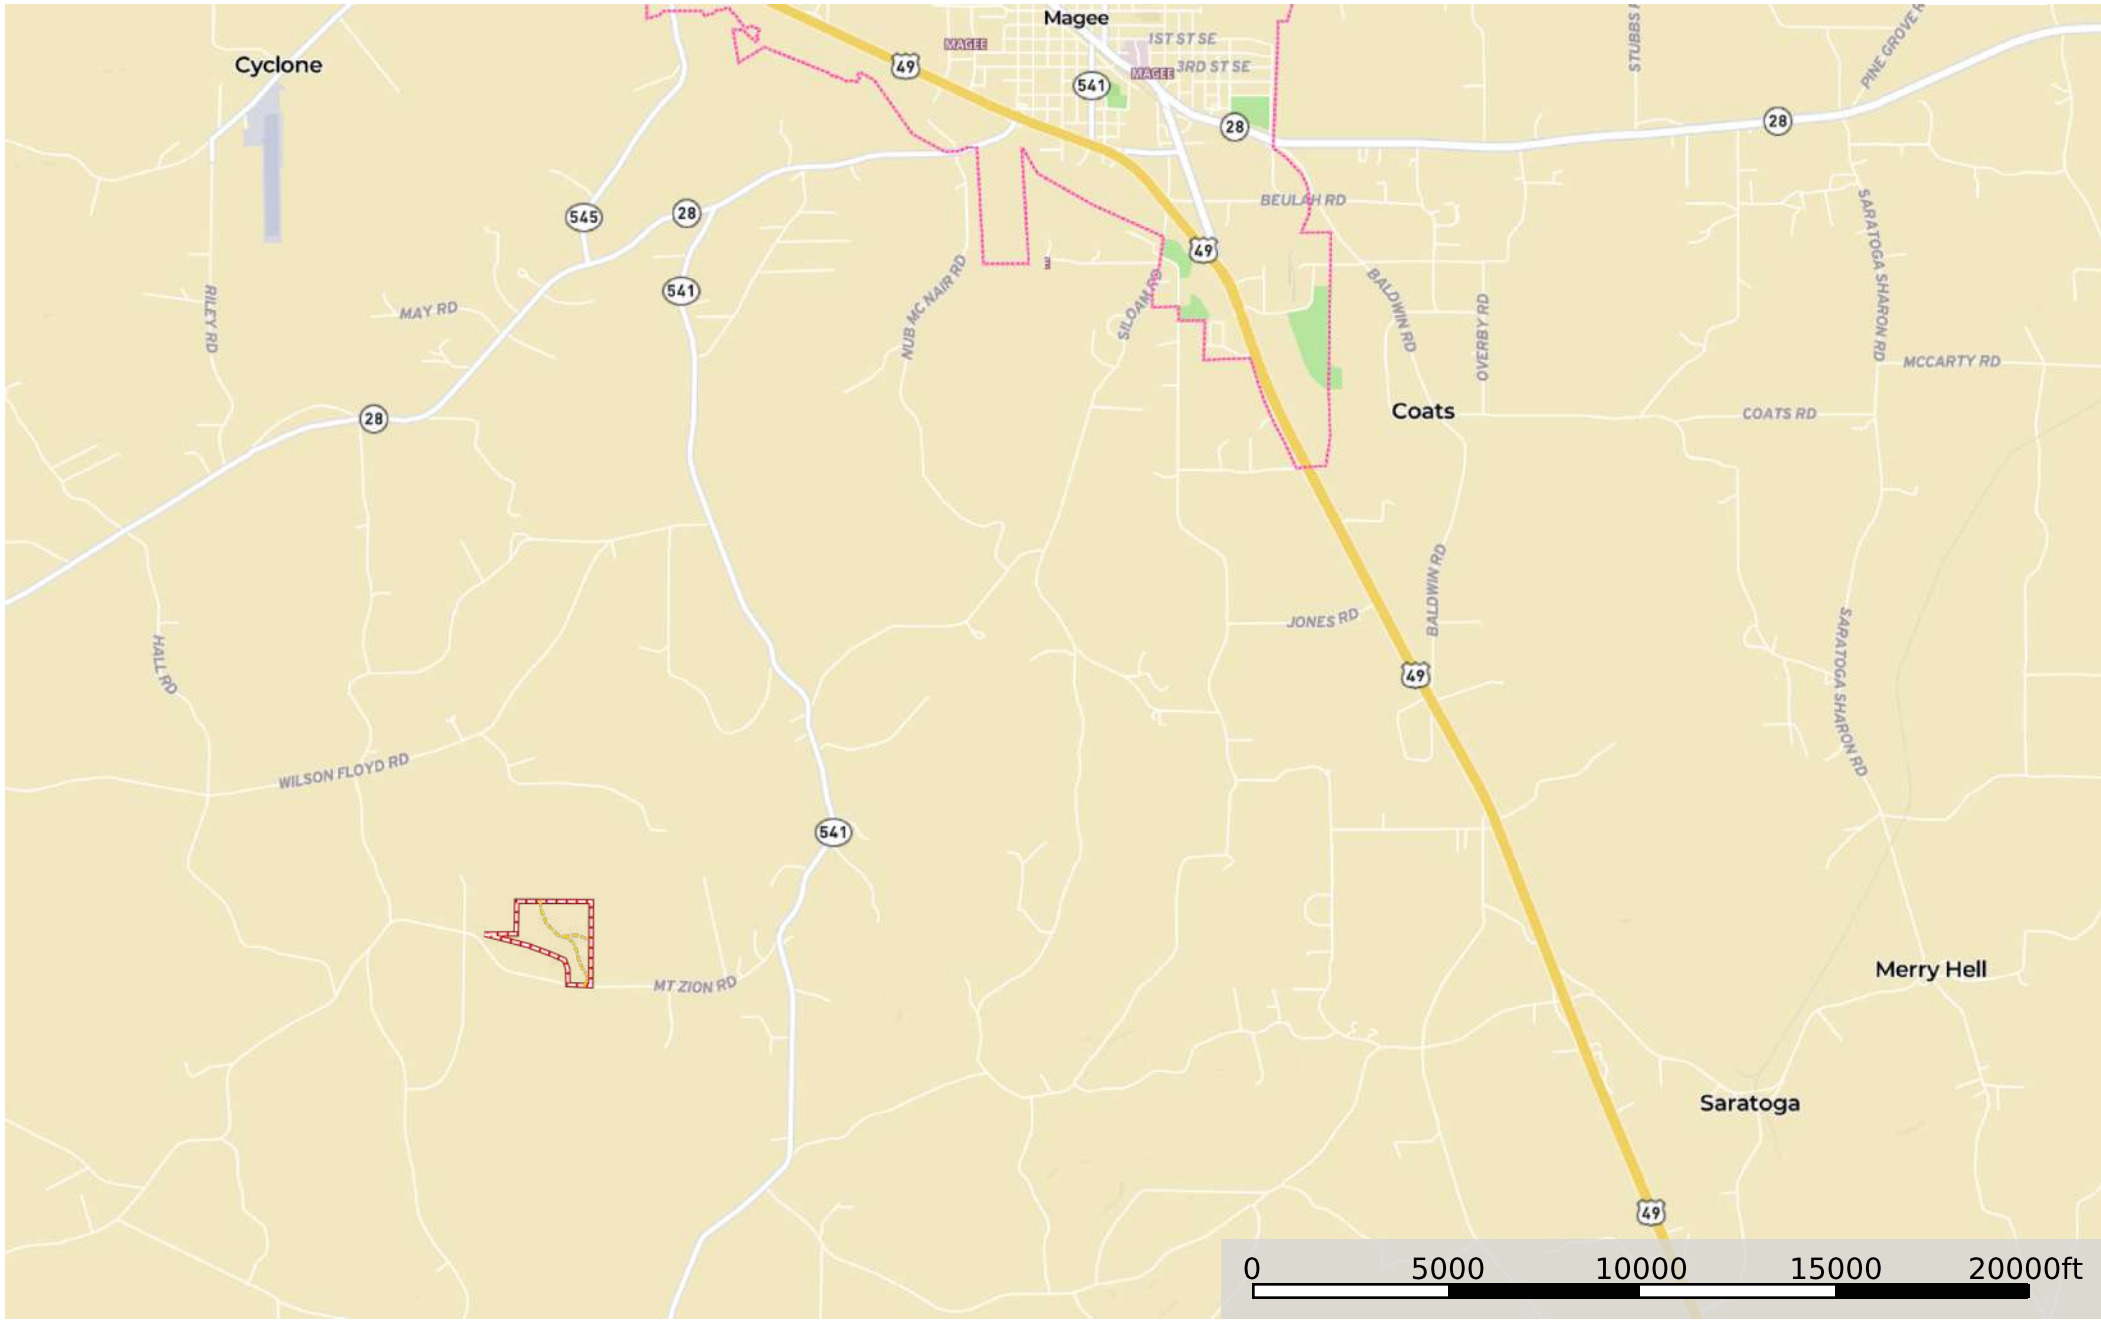 Magee
STUBBS R
PINE GROVE R
1ST ST SE
MAGEE
49
Cyclone
3RD ST SE
MAGEE
541
28
28
SARATOGA SHARON RD
BEULAH RD
28
545
49
RILEY RD
NUB MC NAIR RD
SILOAM RD
BALDWIN RD
541
MAY RD
OVERBY RD
MCCARTY RD
28
Coats
COATS RD
BALDWIN RD
JONES RD
HALL RD
SARATOGA SHARON RD
49
WILSON FLOYD RD
541
Merry Hell
MT ZION RD
Saratoga
49
0 5000 10000 15000 20000ft